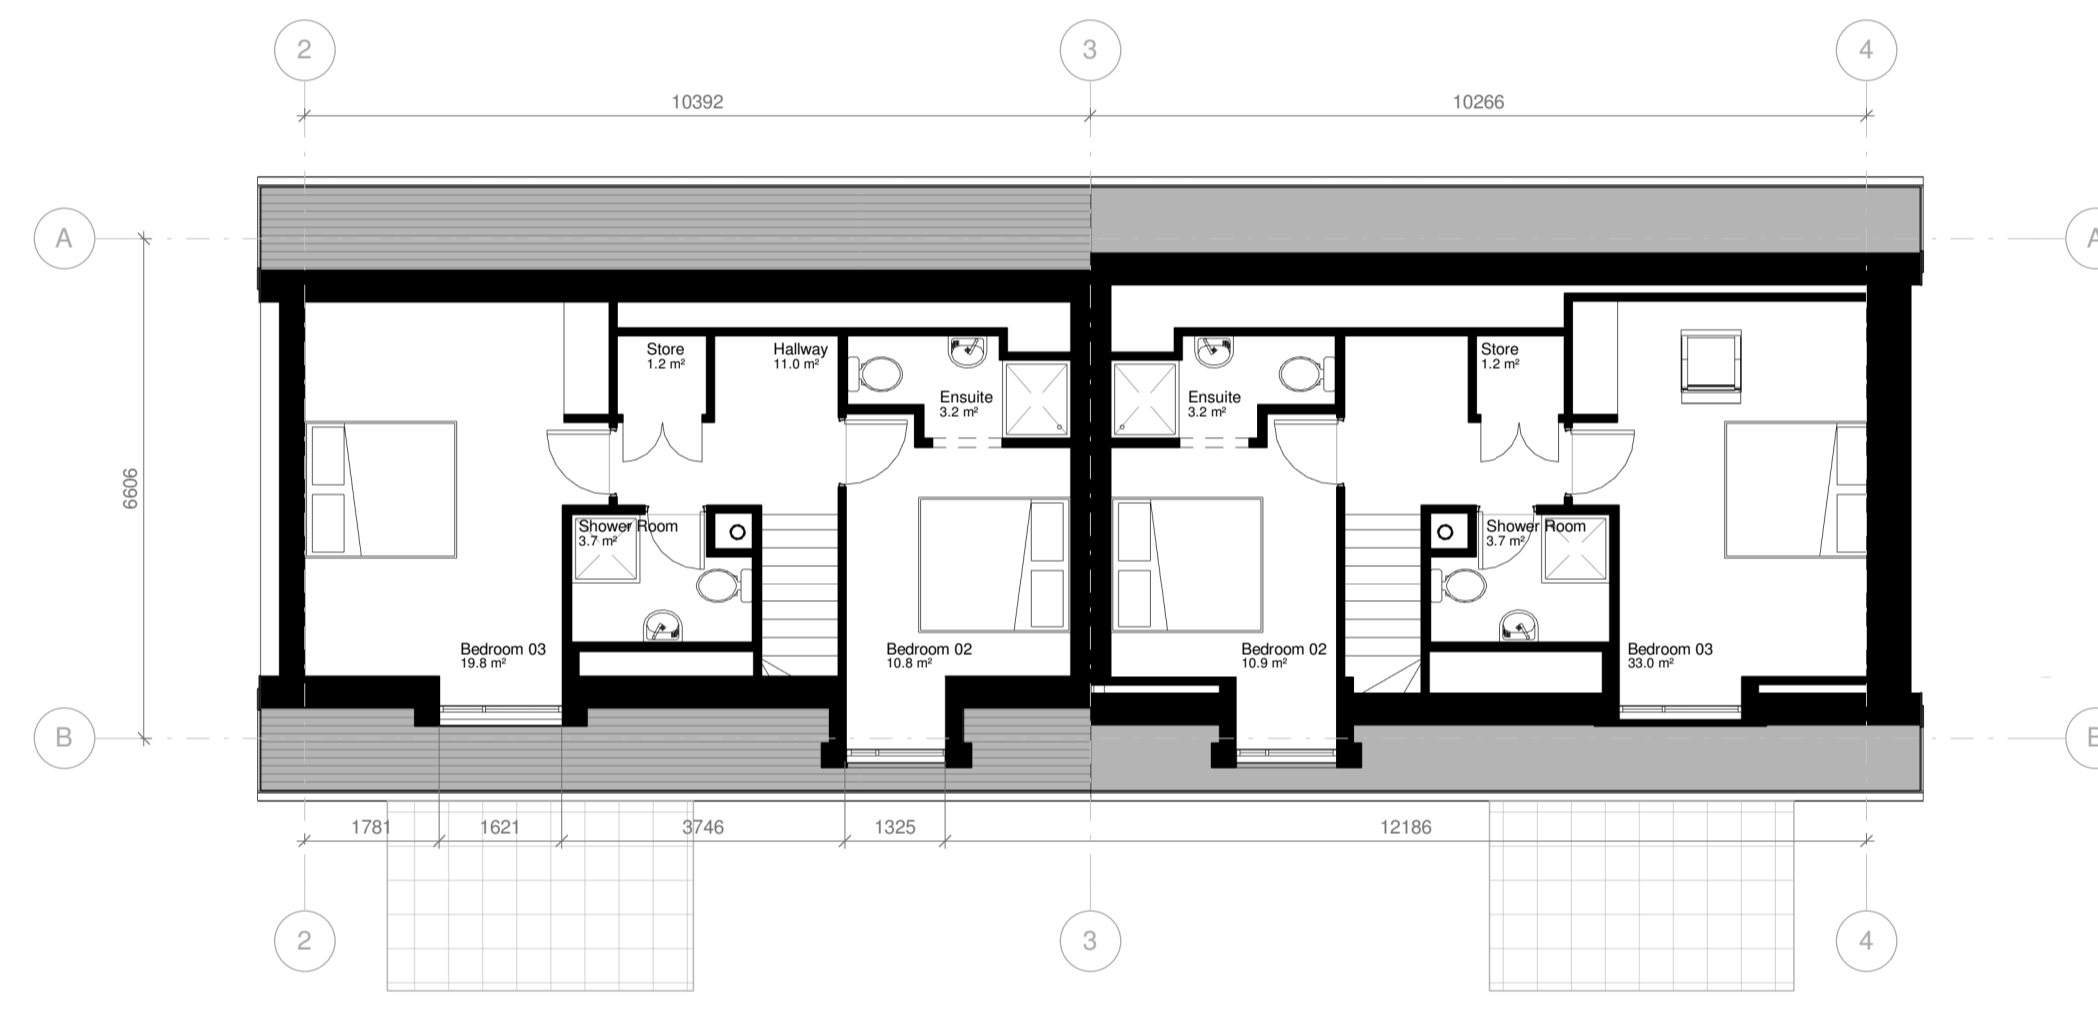 2
3
4
10392
10266
A
A
6606
Store
1.2 m²
Hallway
11.0 m²
Ensuite
3.2 m²
Ensuite
3.2 m²
Store
1.2 m²
Shower Room
3.7 m²
Shower Room
3.7 m²
Bedroom 03
19.8 m²
Bedroom 02
10.8 m²
Bedroom 02
10.9 m²
Bedroom 03
33.0 m²
B
B
1781
1621
3746
1325
12186
2
3
4